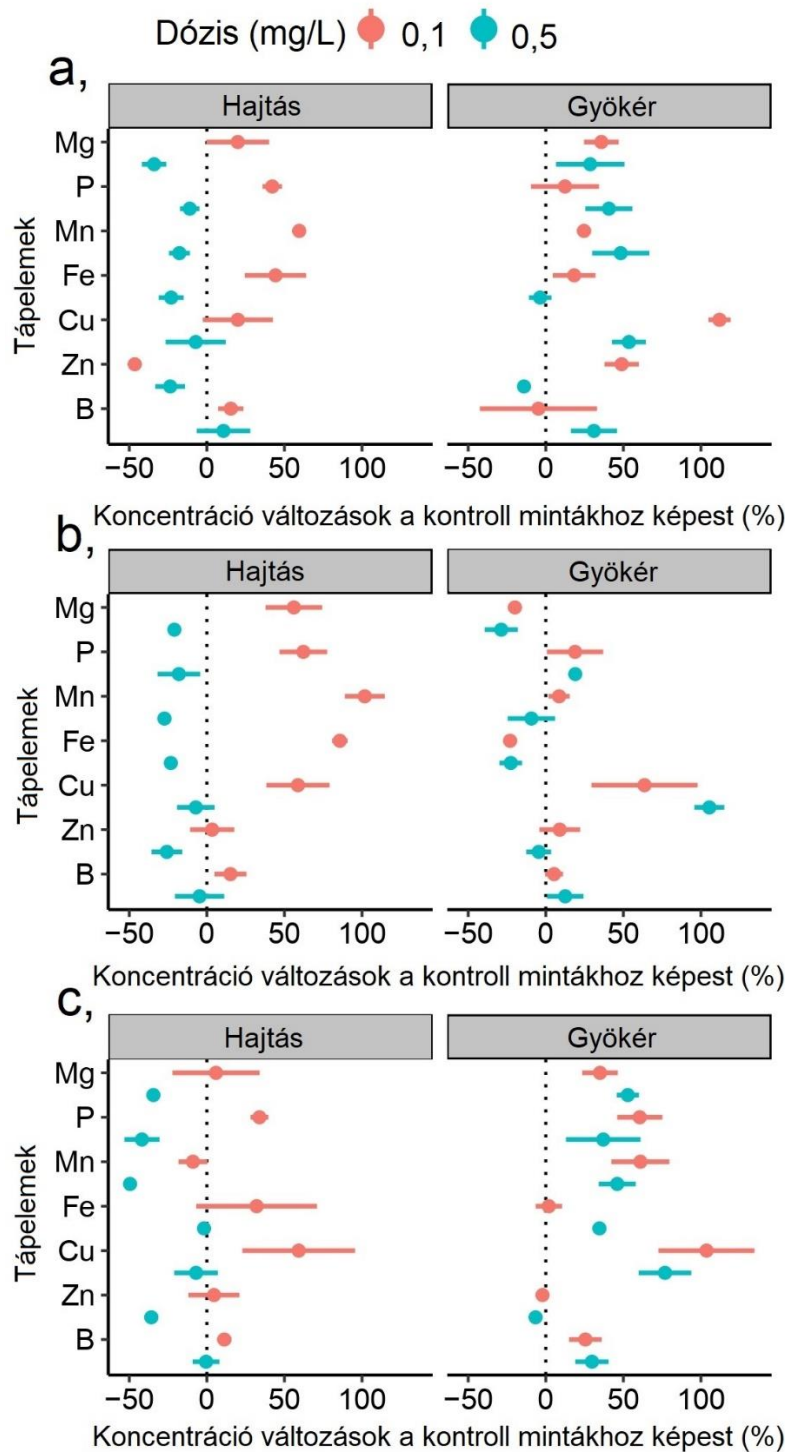 Dózis (mg/L) 0,1 0,5
a,
Hajtás Gyökér
Tápelemek
Mg
P
Mn
Fe
Cu
Zn
B
−50 0 50 100 −50 0 50 100
Koncentráció változások a kontroll mintákhoz képest (%)
b,
Hajtás Gyökér
Tápelemek
Mg
P
Mn
Fe
Cu
Zn
B
−50 0 50 100 −50 0 50 100
Koncentráció változások a kontroll mintákhoz képest (%)
c,
Hajtás Gyökér
Tápelemek
Mg
P
Mn
Fe
Cu
Zn
B
−50 0 50 100 −50 0 50 100
Koncentráció változások a kontroll mintákhoz képest (%)